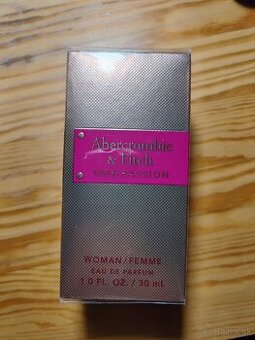 Abercrombie
& Fitch
WOMAN/FEMME
EAU DE PARFUM
1.0 FL. OZ. / 30 mL